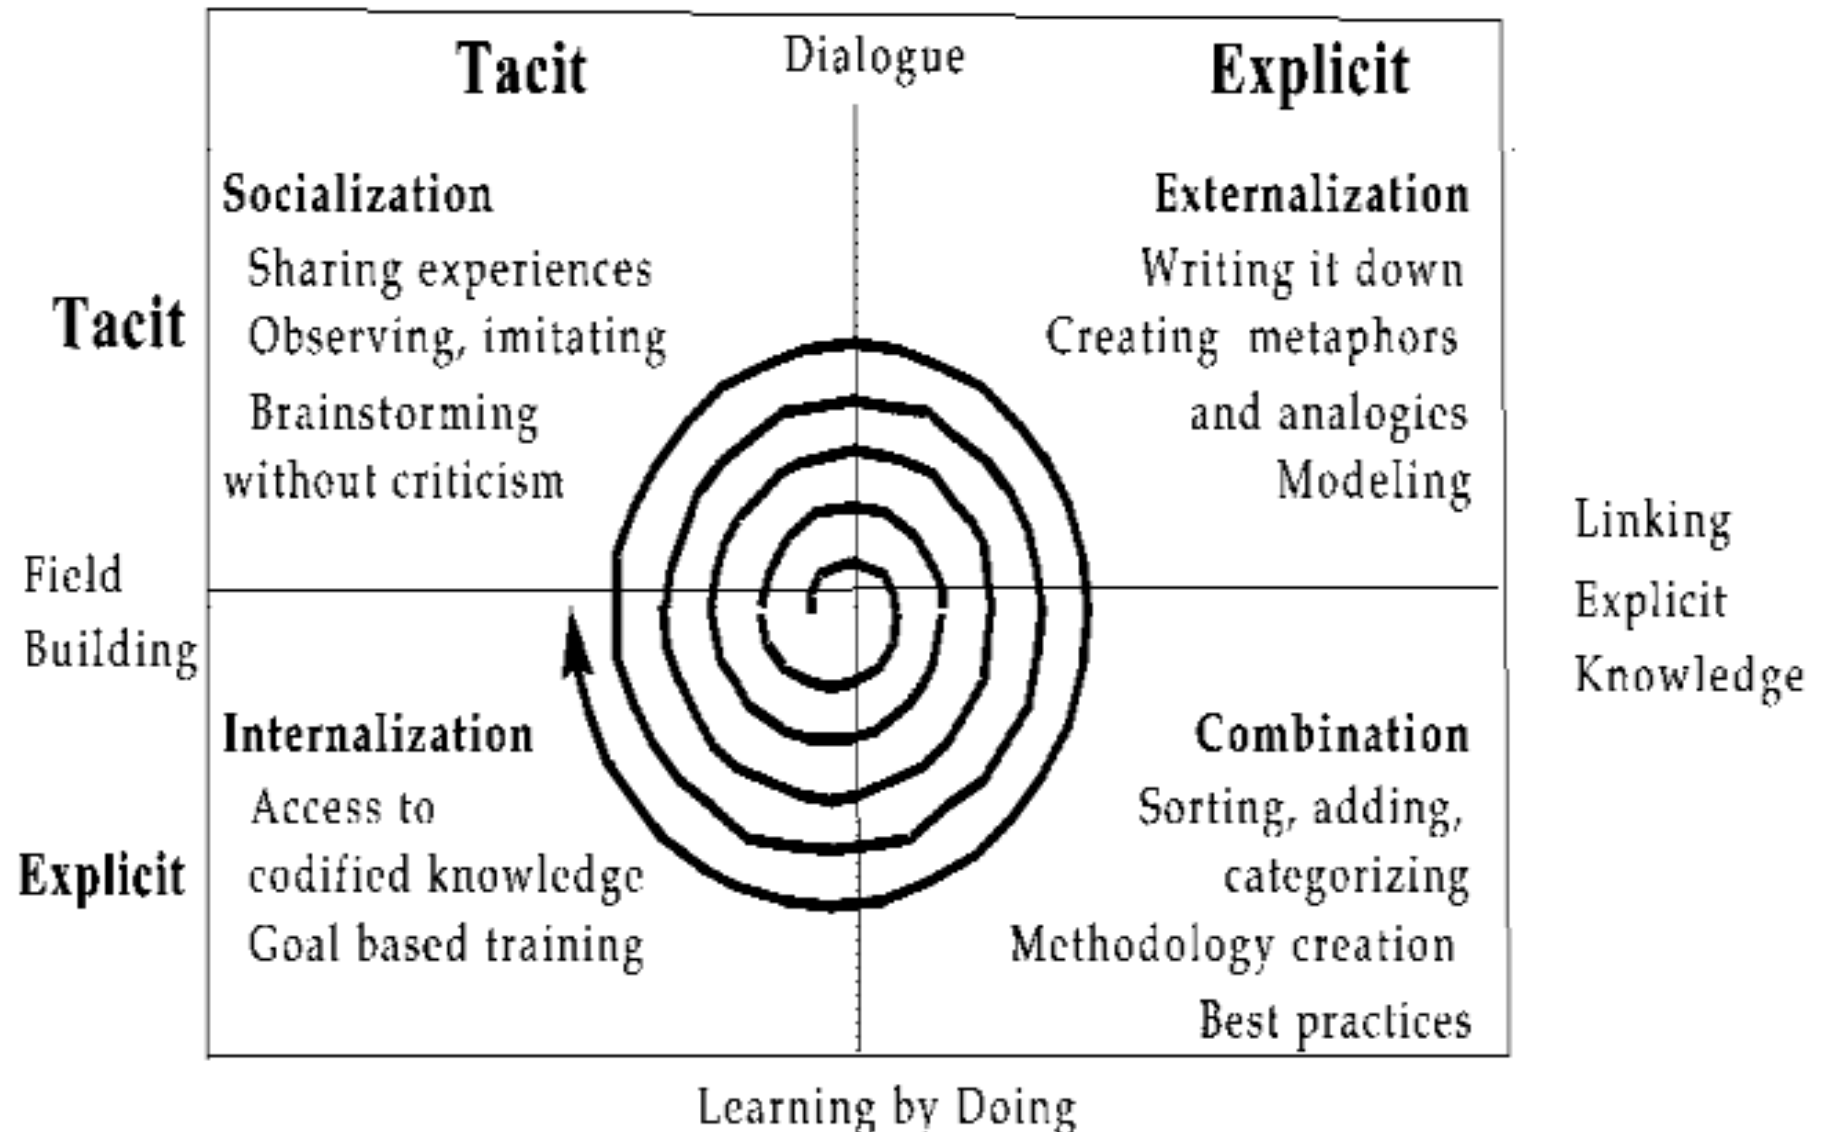 Tacit
Dialogue
Explicit
Socialization
Sharing experiences
Observing, imitating
Brainstorming
without criticism
Externalization
Writing it down
Creating metaphors
and analogies
Modeling
Tacit
Field
Building
Linking
Explicit
Knowledge
Internalization
Access to
codified knowledge
Goal based training
Combination
Sorting, adding,
categorizing
Methodology creation
Best practices
Explicit
Learning by Doing